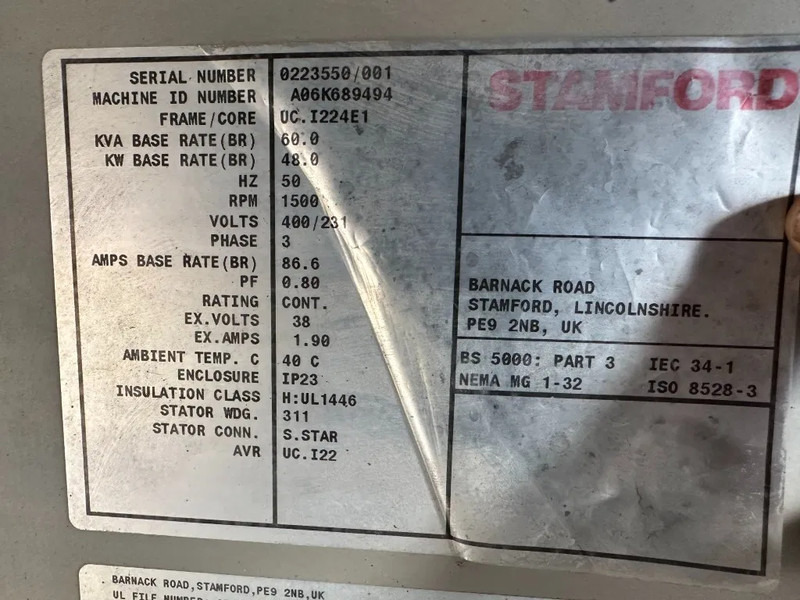 SERIAL NUMBER 0223550/001
MACHINE ID NUMBER A06K689494
FRAME/CORE UC.I224E1
KVA BASE RATE(BR) 60.0
KW BASE RATE(BR) 48.0
HZ 50
RPM 1500
VOLTS 400/231
PHASE 3
AMPS BASE RATE(BR) 86.6
PF 0.80
RATING CONT.
EX.VOLTS 38
EX.AMPS 1.90
AMBIENT TEMP. C 40 C
ENCLOSURE IP23
INSULATION CLASS H:UL1446
STATOR WDG. 311
STATOR CONN. S.STAR
AVR UC.I22
STAMFORD
BARNACK ROAD
STAMFORD, LINCOLNSHIRE.
PE9 2NB, UK
BS 5000: PART 3 IEC 34-1
NEMA MG 1-32 ISO 8528-3
. BARNACK ROAD,STAMFORD,PE9 2NB,UK
UL FILE NUMBER